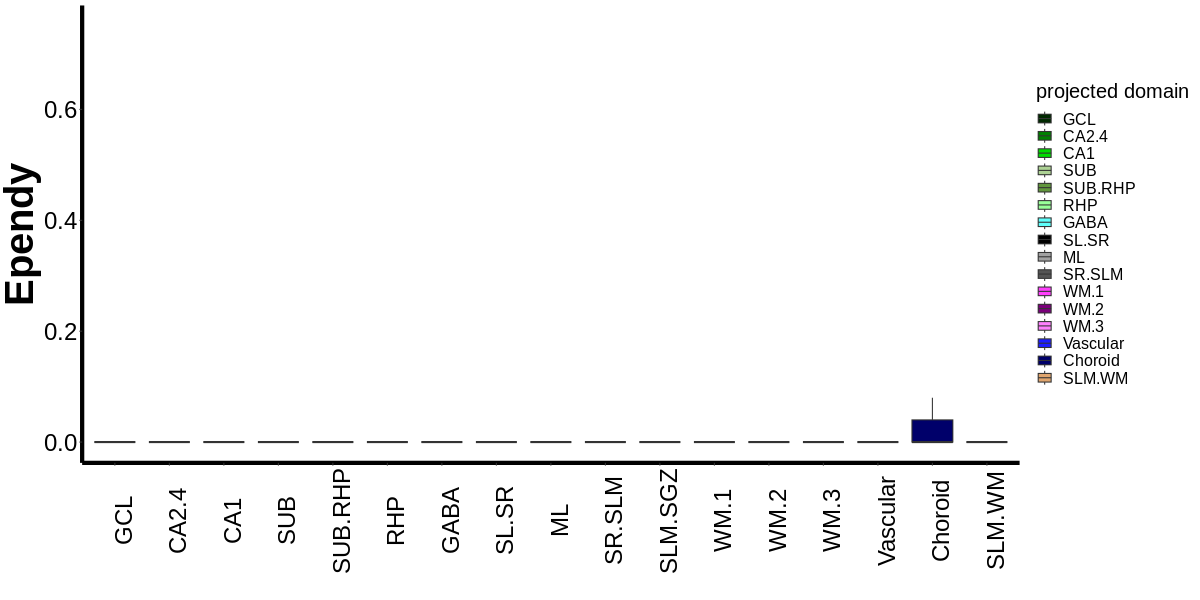 Ependy
0.6
0.4
0.2
0.0
GCL
CA2.4
CA1
SUB
SUB.RHP
RHP
GABA
SL.SR
ML
SR.SLM
SLM.SGZ
WM.1
WM.2
WM.3
Vascular
Choroid
SLM.WM
projected domain
GCL
CA2.4
CA1
SUB
SUB.RHP
RHP
GABA
SL.SR
ML
SR.SLM
WM.1
WM.2
WM.3
Vascular
Choroid
SLM.WM